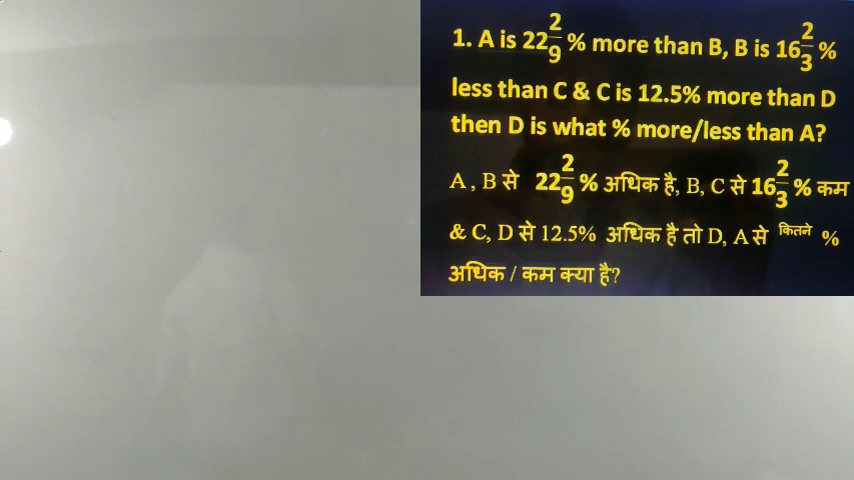 1. A is 22 2/9 % more than B, B is 16 2/3 %
less than C & C is 12.5% more than D
then D is what % more/less than A?
A , B से 22 2/9 % अधिक है, B, C से 16 2/3 % कम
& C, D से 12.5% अधिक है तो D, A से कितने %
अधिक / कम क्या है?